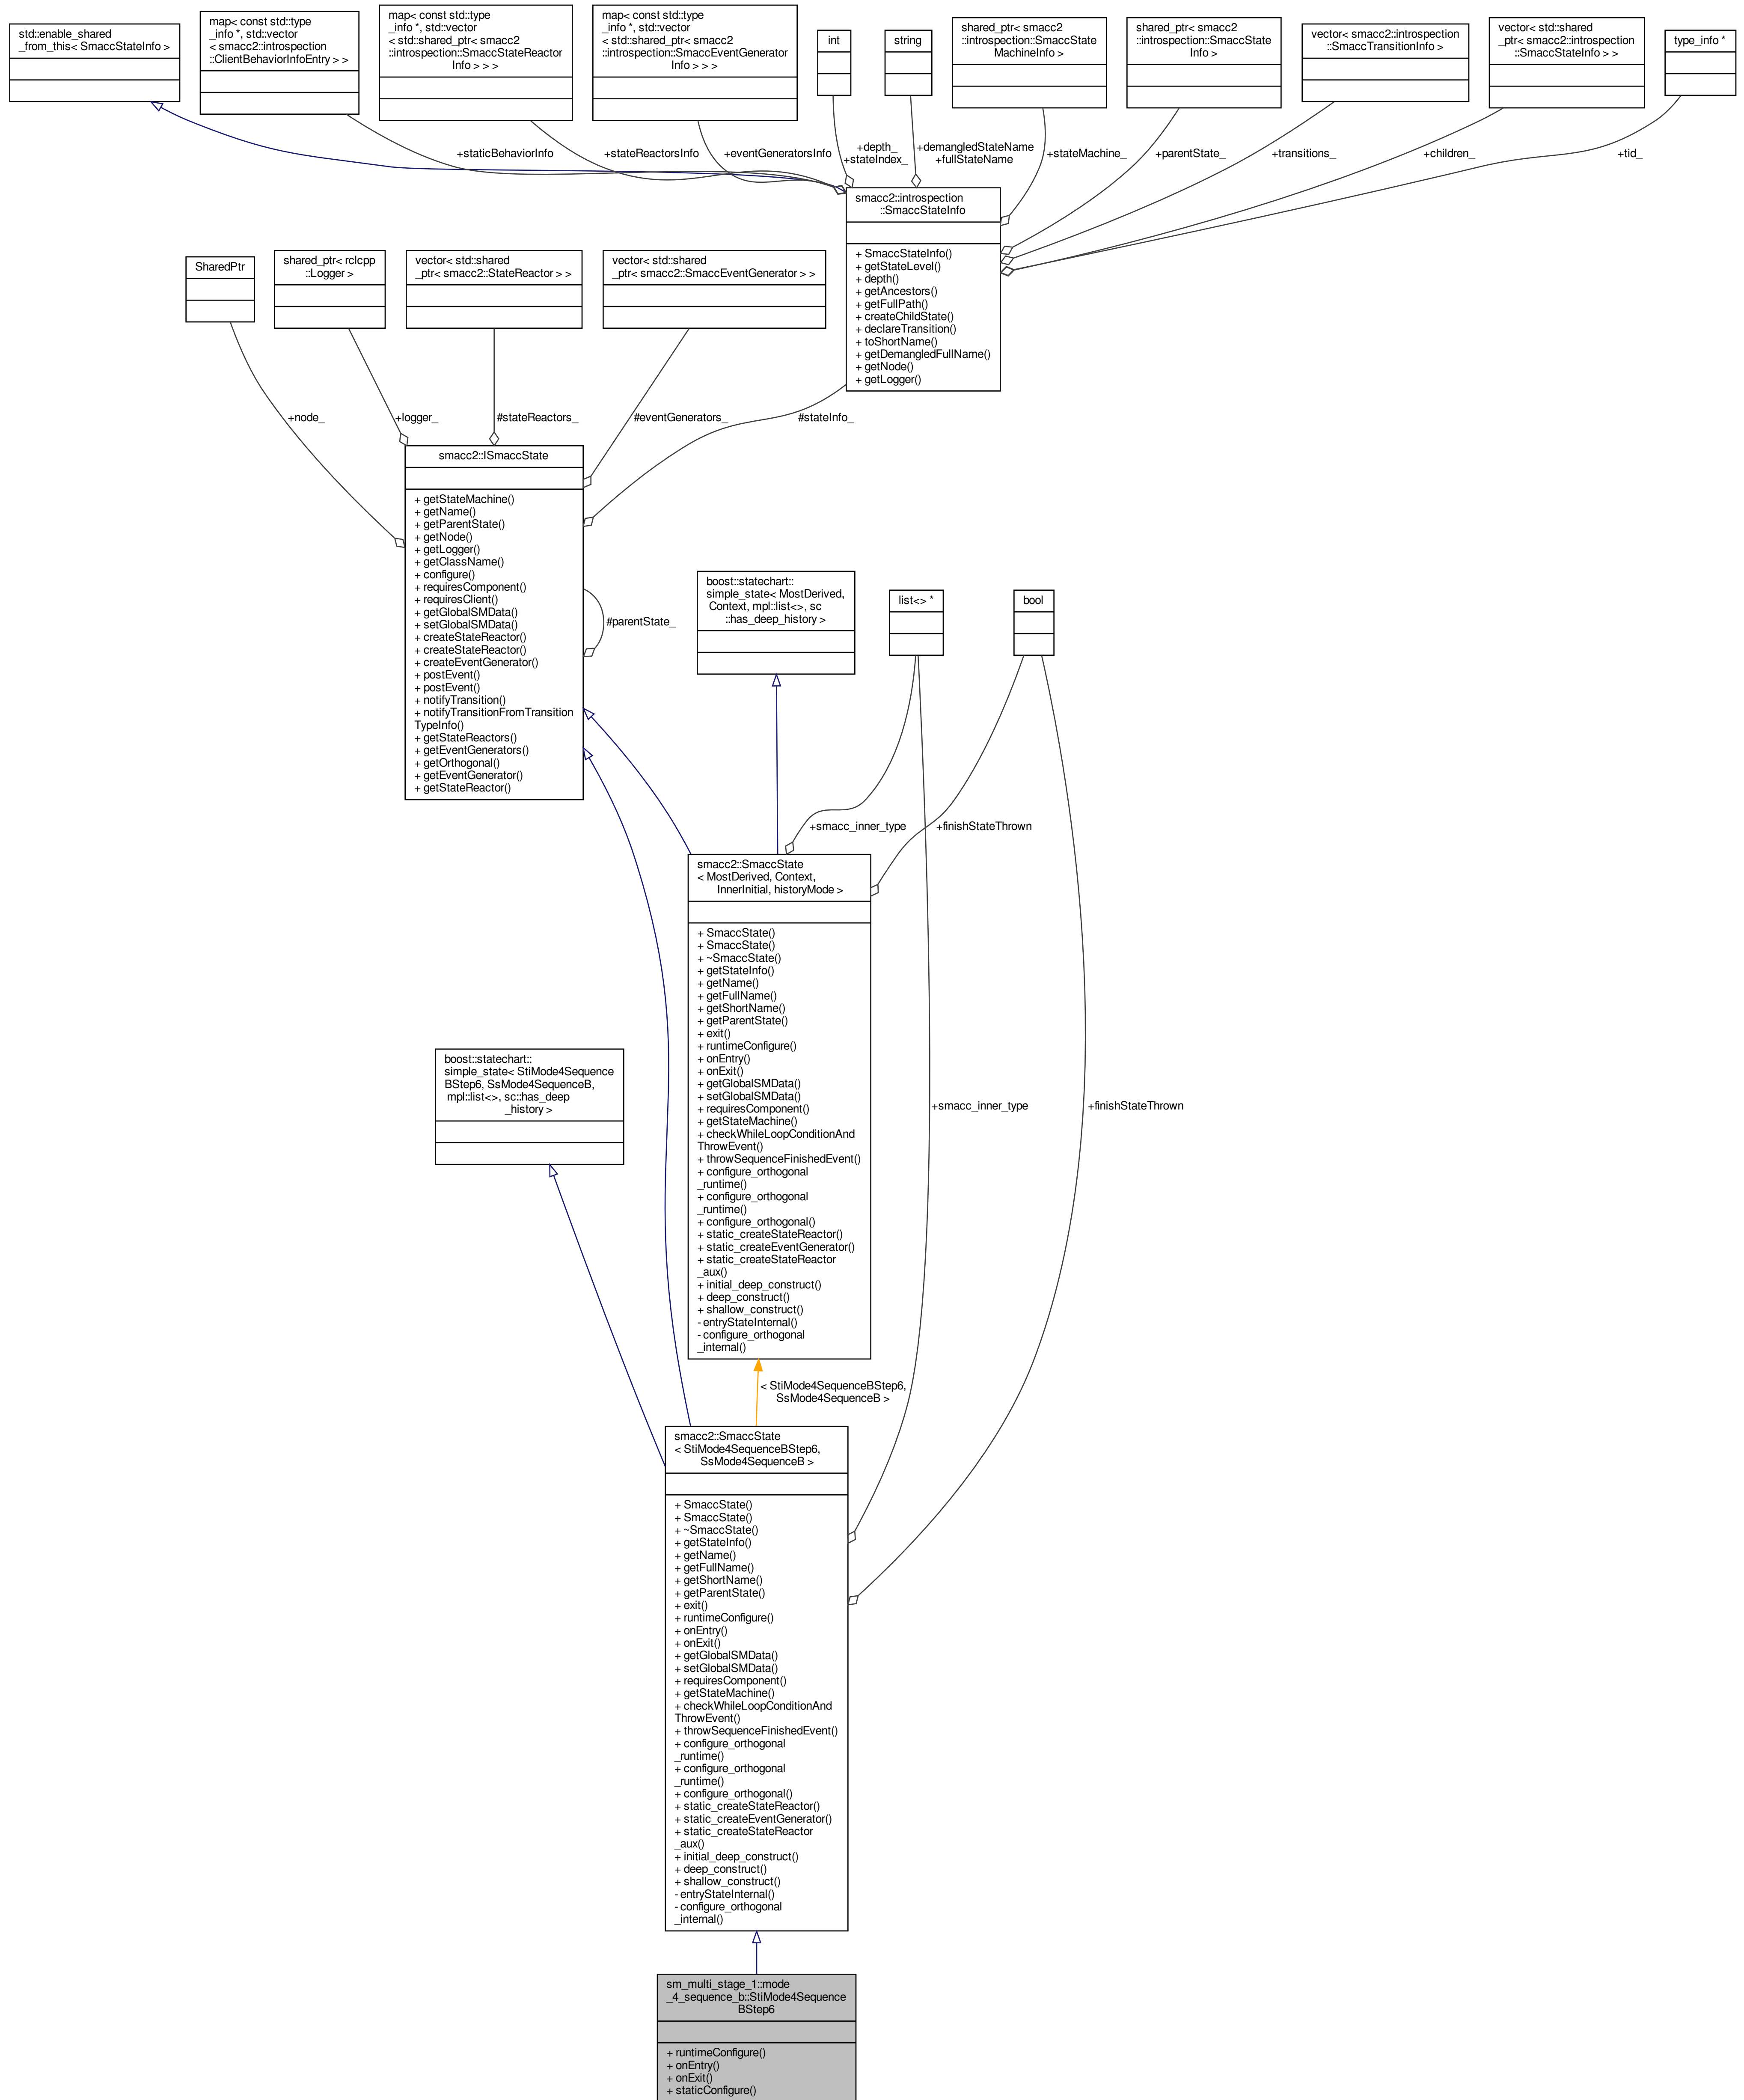 std::enable_shared
_from_this< SmaccStateInfo >
map< const std::type
_info *, std::vector
< smacc2::introspection
::ClientBehaviorInfoEntry > >
map< const std::type
_info *, std::vector
< std::shared_ptr< smacc2
::introspection::SmaccStateReactor
Info > > >
map< const std::type
_info *, std::vector
< std::shared_ptr< smacc2
::introspection::SmaccEventGenerator
Info > > >
int
string
shared_ptr< smacc2
::introspection::SmaccState
MachineInfo >
shared_ptr< smacc2
::introspection::SmaccState
Info >
vector< smacc2::introspection
::SmaccTransitionInfo >
vector< std::shared
_ptr< smacc2::introspection
::SmaccStateInfo > >
type_info *
+staticBehaviorInfo
+stateReactorsInfo
+eventGeneratorsInfo
+depth_
+stateIndex_
+demangledStateName
+fullStateName
+stateMachine_
+parentState_
+transitions_
+children_
+tid_
smacc2::introspection
::SmaccStateInfo
+ SmaccStateInfo()
+ getStateLevel()
+ depth()
+ getAncestors()
+ getFullPath()
+ createChildState()
+ declareTransition()
+ toShortName()
+ getDemangledFullName()
+ getNode()
+ getLogger()
SharedPtr
shared_ptr< rclcpp
::Logger >
vector< std::shared
_ptr< smacc2::StateReactor > >
vector< std::shared
_ptr< smacc2::SmaccEventGenerator > >
+node_
+logger_
#stateReactors_
#eventGenerators_
#stateInfo_
smacc2::ISmaccState
+ getStateMachine()
+ getName()
+ getParentState()
+ getNode()
+ getLogger()
+ getClassName()
+ configure()
+ requiresComponent()
+ requiresClient()
+ getGlobalSMData()
+ setGlobalSMData()
+ createStateReactor()
+ createStateReactor()
+ createEventGenerator()
+ postEvent()
+ postEvent()
+ notifyTransition()
+ notifyTransitionFromTransition
TypeInfo()
+ getStateReactors()
+ getEventGenerators()
+ getOrthogonal()
+ getEventGenerator()
+ getStateReactor()
#parentState_
boost::statechart::
simple_state< MostDerived,
Context, mpl::list<>, sc
::has_deep_history >
list<> *
bool
+smacc_inner_type
+finishStateThrown
smacc2::SmaccState
< MostDerived, Context,
InnerInitial, historyMode >
+ SmaccState()
+ SmaccState()
+ ~SmaccState()
+ getStateInfo()
+ getName()
+ getFullName()
+ getShortName()
+ getParentState()
+ exit()
+ runtimeConfigure()
+ onEntry()
+ onExit()
+ getGlobalSMData()
+ setGlobalSMData()
+ requiresComponent()
+ getStateMachine()
+ checkWhileLoopConditionAnd
ThrowEvent()
+ throwSequenceFinishedEvent()
+ configure_orthogonal
_runtime()
+ configure_orthogonal
_runtime()
+ configure_orthogonal()
+ static_createStateReactor()
+ static_createEventGenerator()
+ static_createStateReactor
_aux()
+ initial_deep_construct()
+ deep_construct()
+ shallow_construct()
- entryStateInternal()
- configure_orthogonal
_internal()
boost::statechart::
simple_state< StiMode4Sequence
BStep6, SsMode4SequenceB,
mpl::list<>, sc::has_deep
_history >
+smacc_inner_type
+finishStateThrown
< StiMode4SequenceBStep6,
SsMode4SequenceB >
smacc2::SmaccState
< StiMode4SequenceBStep6,
SsMode4SequenceB >
+ SmaccState()
+ SmaccState()
+ ~SmaccState()
+ getStateInfo()
+ getName()
+ getFullName()
+ getShortName()
+ getParentState()
+ exit()
+ runtimeConfigure()
+ onEntry()
+ onExit()
+ getGlobalSMData()
+ setGlobalSMData()
+ requiresComponent()
+ getStateMachine()
+ checkWhileLoopConditionAnd
ThrowEvent()
+ throwSequenceFinishedEvent()
+ configure_orthogonal
_runtime()
+ configure_orthogonal
_runtime()
+ configure_orthogonal()
+ static_createStateReactor()
+ static_createEventGenerator()
+ static_createStateReactor
_aux()
+ initial_deep_construct()
+ deep_construct()
+ shallow_construct()
- entryStateInternal()
- configure_orthogonal
_internal()
sm_multi_stage_1::mode
_4_sequence_b::StiMode4Sequence
BStep6
+ runtimeConfigure()
+ onEntry()
+ onExit()
+ staticConfigure()